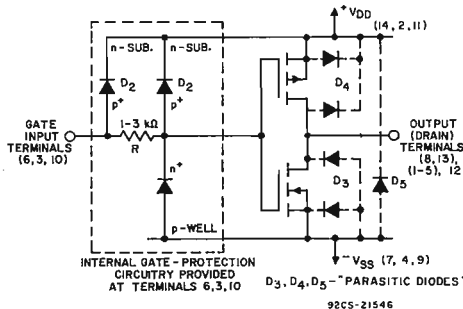 +VDD
(14, 2, 11)
n-SUB.
n-SUB.
D2
D2
p+
p+
D4
GATE
INPUT
TERMINALS
(6,3,10)
1-3 kΩ
R
OUTPUT
(DRAIN)
TERMINALS
(8,13),
(1-5), 12
n+
D3
D5
p-WELL
-VSS (7, 4, 9)
INTERNAL GATE-PROTECTION
CIRCUITRY PROVIDED
AT TERMINALS 6,3,10
D3, D4, D5-"PARASITIC DIODES"
92CS-21546